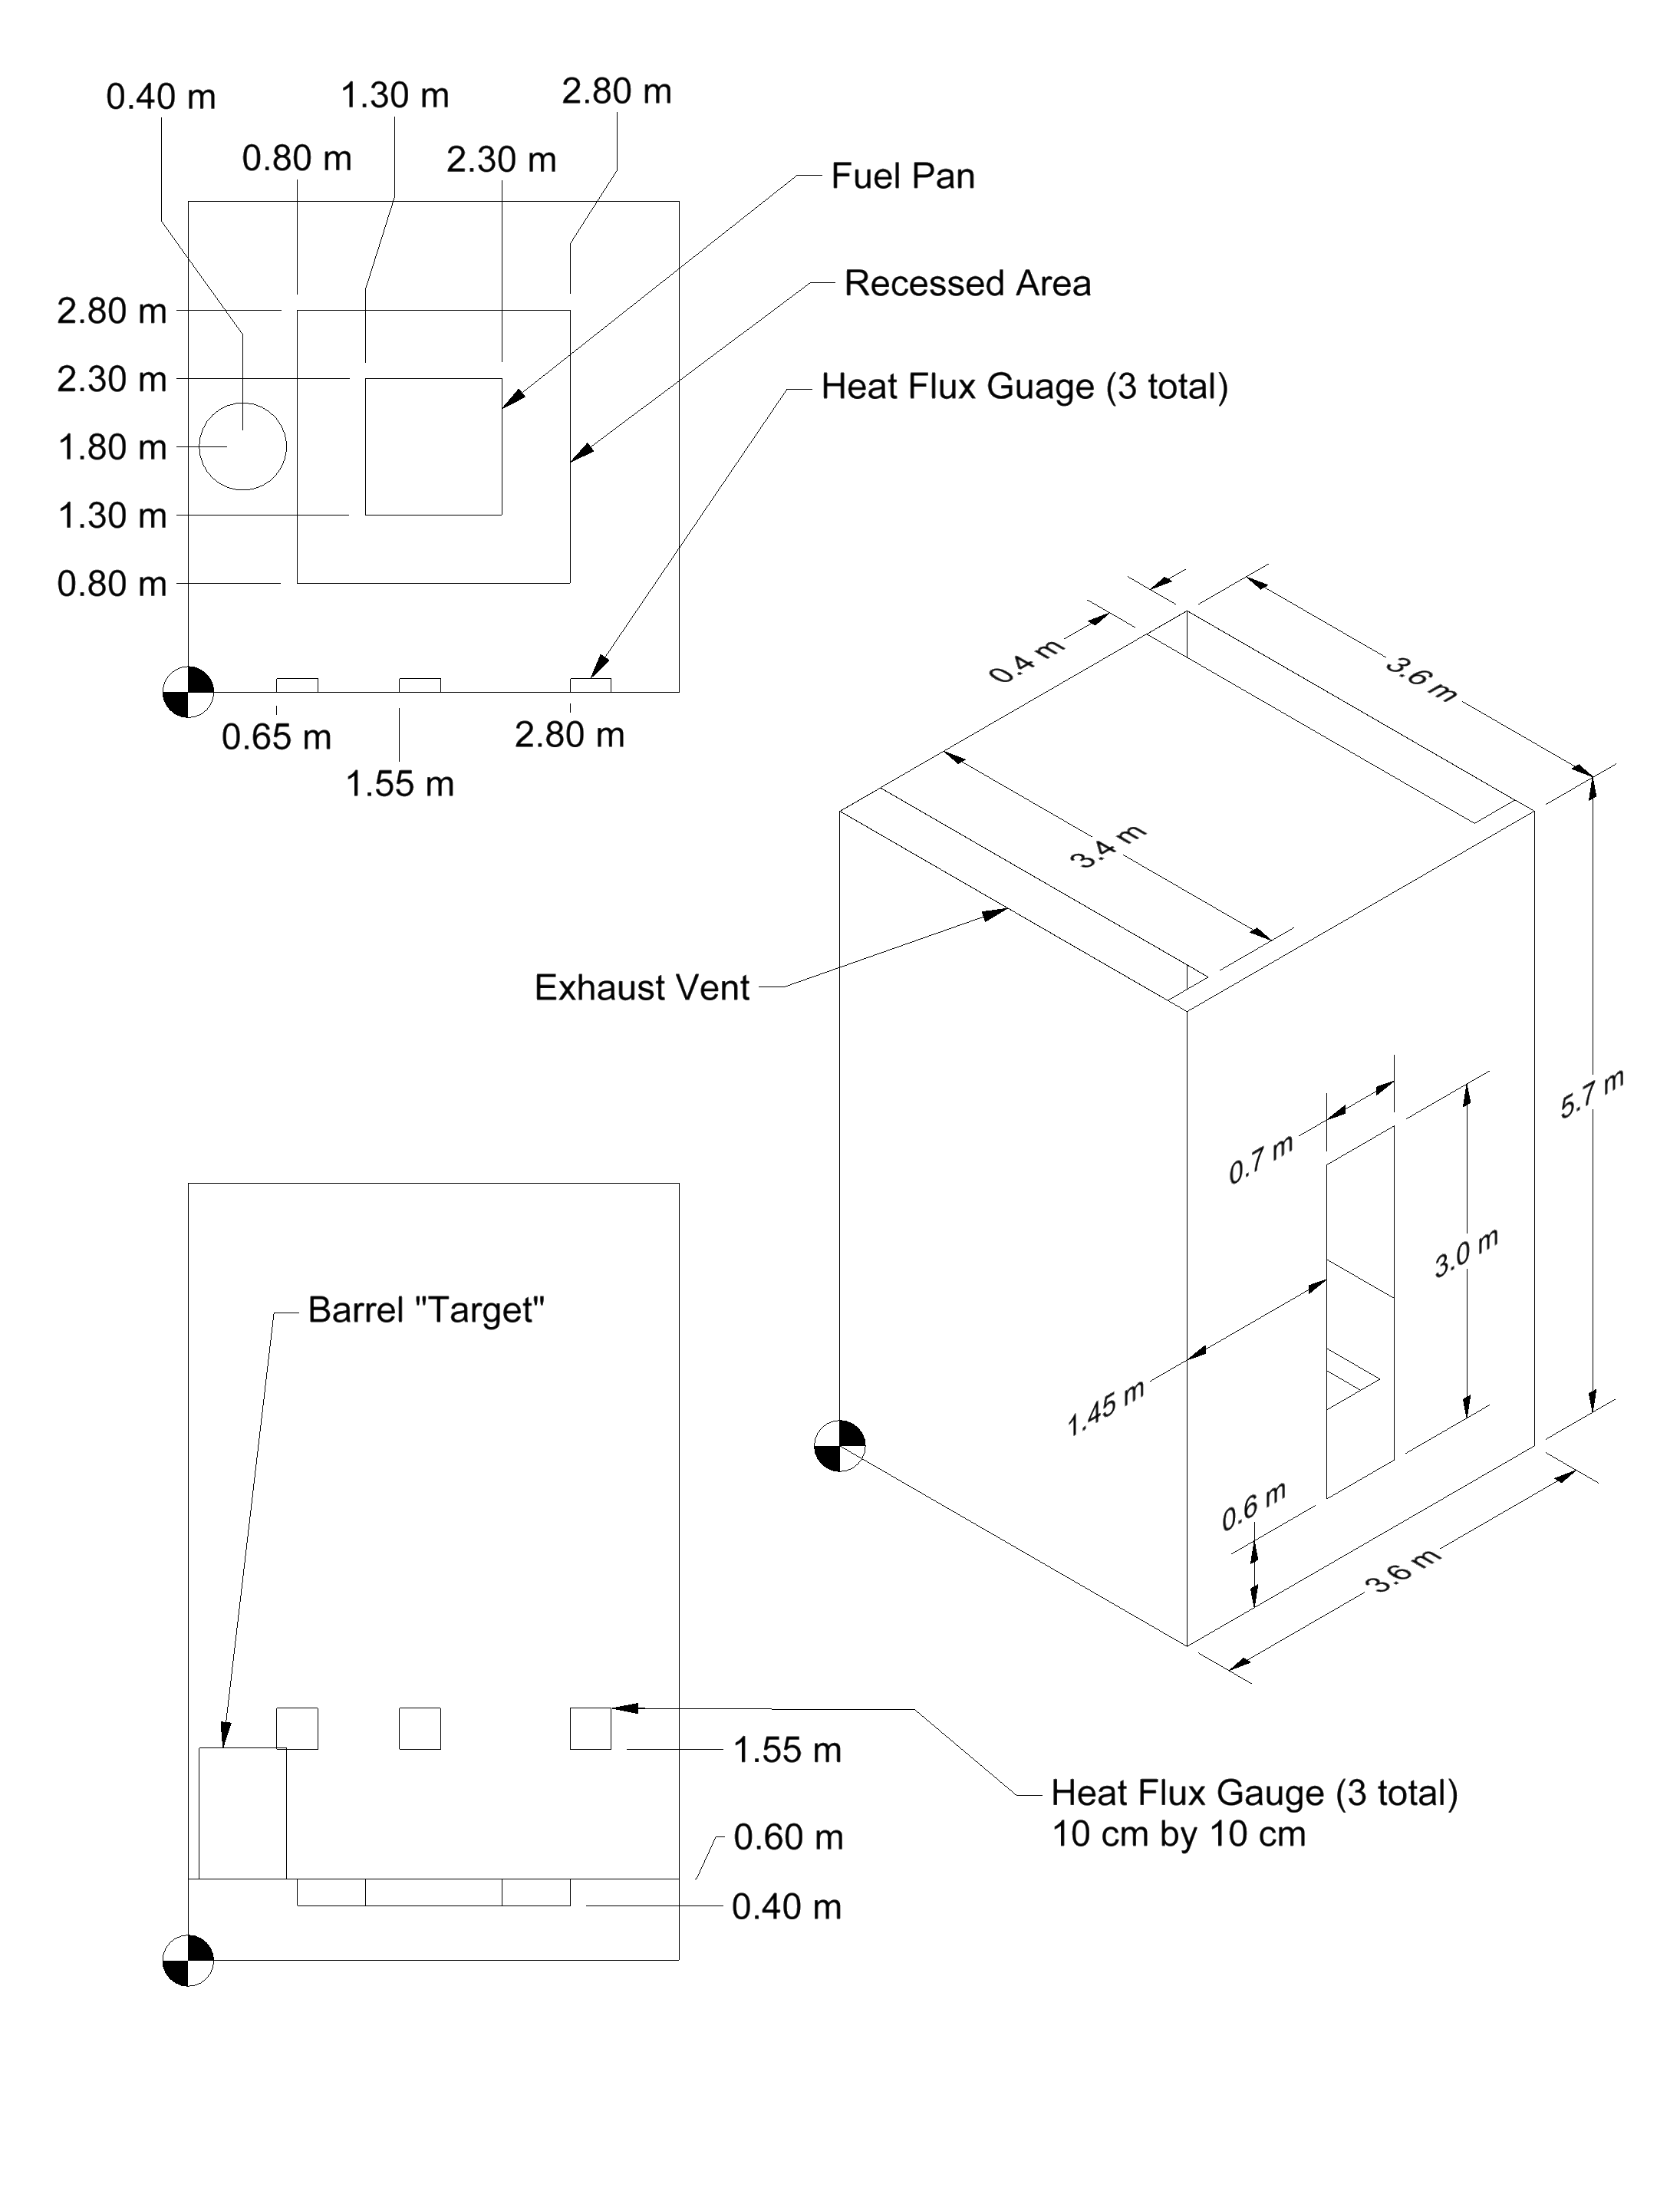 0.40 m
1.30 m
2.80 m
0.80 m
2.30 m
Fuel Pan
Recessed Area
2.80 m
2.30 m
Heat Flux Guage (3 total)
1.80 m
1.30 m
0.80 m
0.65 m
2.80 m
1.55 m
0.4 m
3.6 m
3.4 m
Exhaust Vent
5.7 m
0.7 m
3.0 m
1.45 m
0.6 m
3.6 m
Barrel "Target"
1.55 m
Heat Flux Gauge (3 total)
10 cm by 10 cm
0.60 m
0.40 m